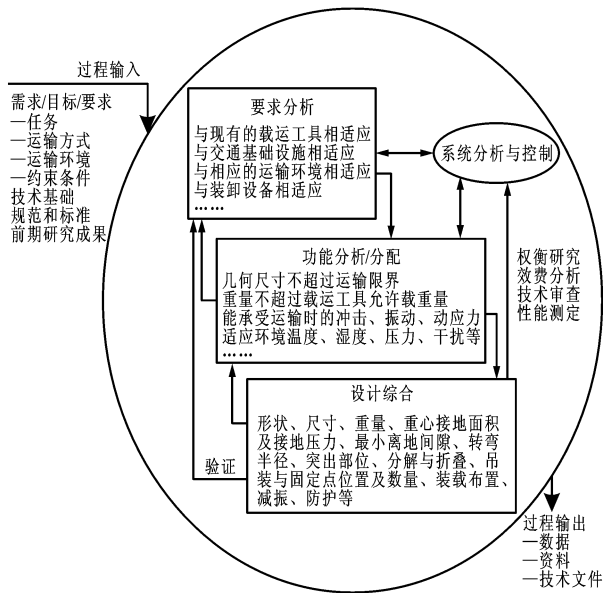 过程输入
需求/目标/要求
—任务
—运输方式
—运输环境
—约束条件
技术基础
规范和标准
前期研究成果
要求分析
与现有的载运工具相适应
与交通基础设施相适应
与相应的运输环境相适应
与装卸设备相适应
……
系统分析与控制
功能分析/分配
几何尺寸不超过运输限界
重量不超过载运工具允许载重量
能承受运输时的冲击、振动、动应力
适应环境温度、湿度、压力、干扰等
……
权衡研究
效费分析
技术审查
性能测定
设计综合
形状、尺寸、重量、重心接地面积
及接地压力、最小离地间隙、转弯
半径、突出部位、分解与折叠、吊
装与固定点位置及数量、装载布置、
减振、防护等
验证
过程输出
—数据
—资料
—技术文件